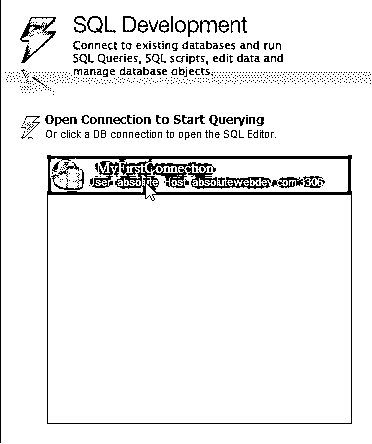 SQL Development
Connect to existing databases and run
SQL Queries, SQL scripts, edit data and
manage database objects.
Open Connection to Start Querying
Or click a DB connection to open the SQL Editor.
MyFirstConnection
User: absolute Host: absolutewebdev.com:3306